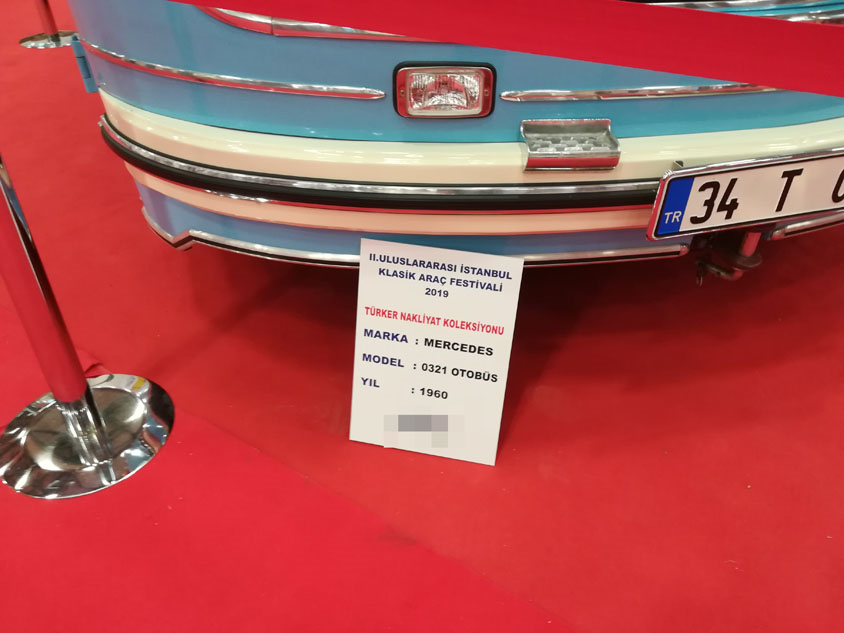 34 T
TR
II.ULUSLARARASI İSTANBUL
KLASİK ARAÇ FESTİVALİ
2019
TÜRKER NAKLİYAT KOLEKSİYONU
MARKA : MERCEDES
MODEL : 0321 OTOBÜS
YIL : 1960